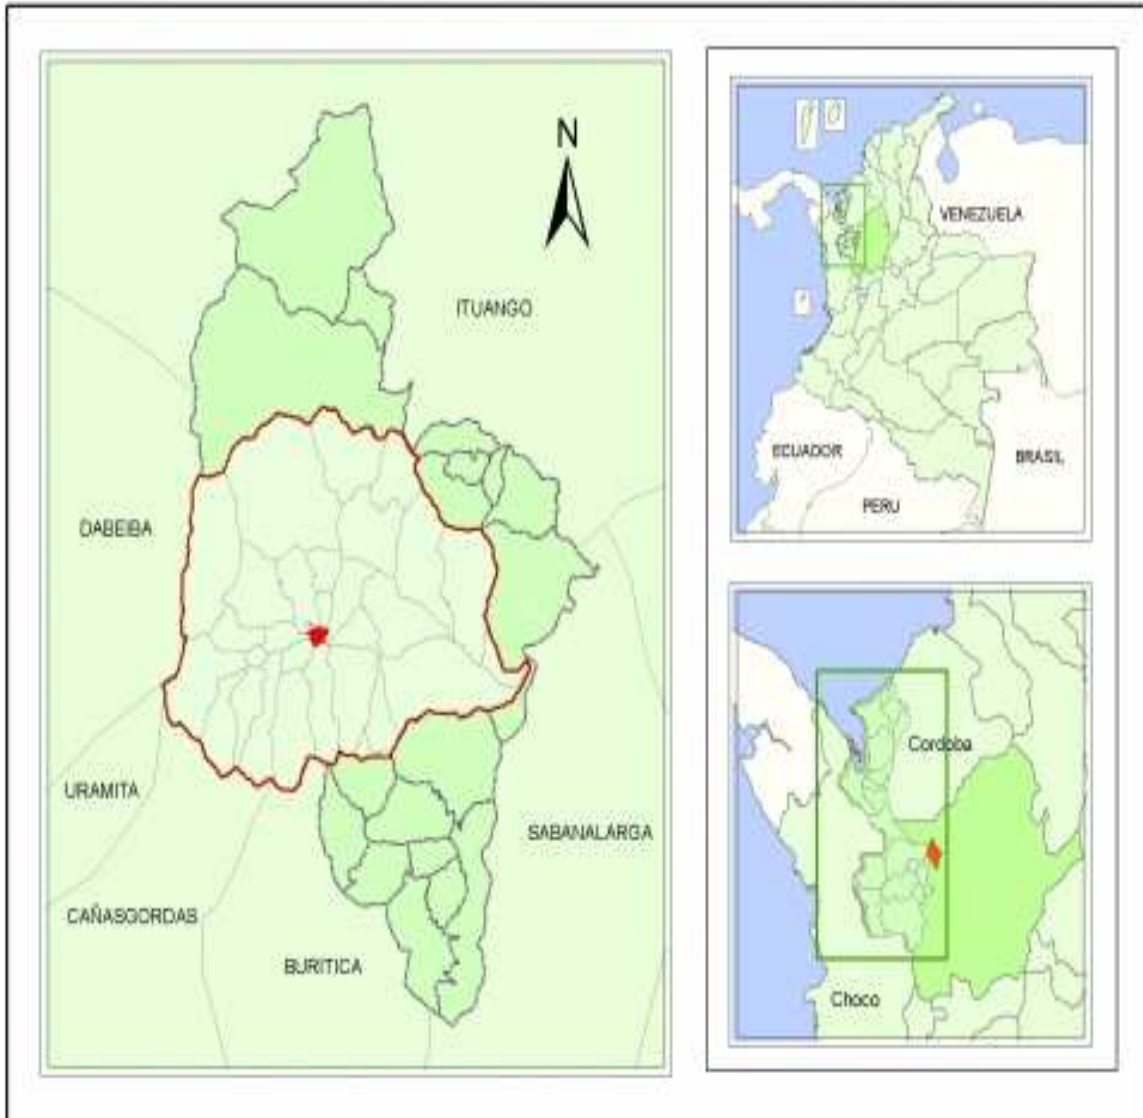 N
ITUANGO
DABEIBA
URAMITA
SABANALARGA
CAÑASGORDAS
BURITICA
VENEZUELA
ECUADOR
BRASIL
PERU
Cordoba
Choco